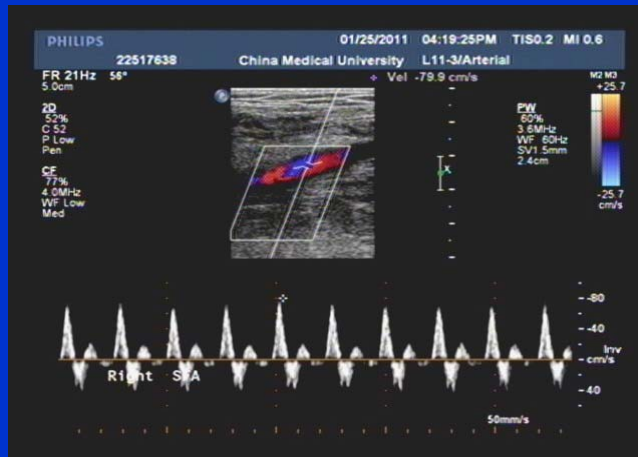 PHILIPS 01/25/2011 04:19:25PM TIS0.2 MI 0.6
22517638 China Medical University L11-3/Arterial
FR 21Hz 56°
5.0cm
Vel -79.9 cm/s
M2 M3
+25.7
2D
52%
C 52
P Low
Pen
CF
77%
4.0MHz
WF Low
Med
PW
60%
3.6MHz
WF 60Hz
SV1.5mm
2.4cm
x
-25.7
cm/s
-80
-40
Inv
cm/s
40
Right SFA
50mm/s